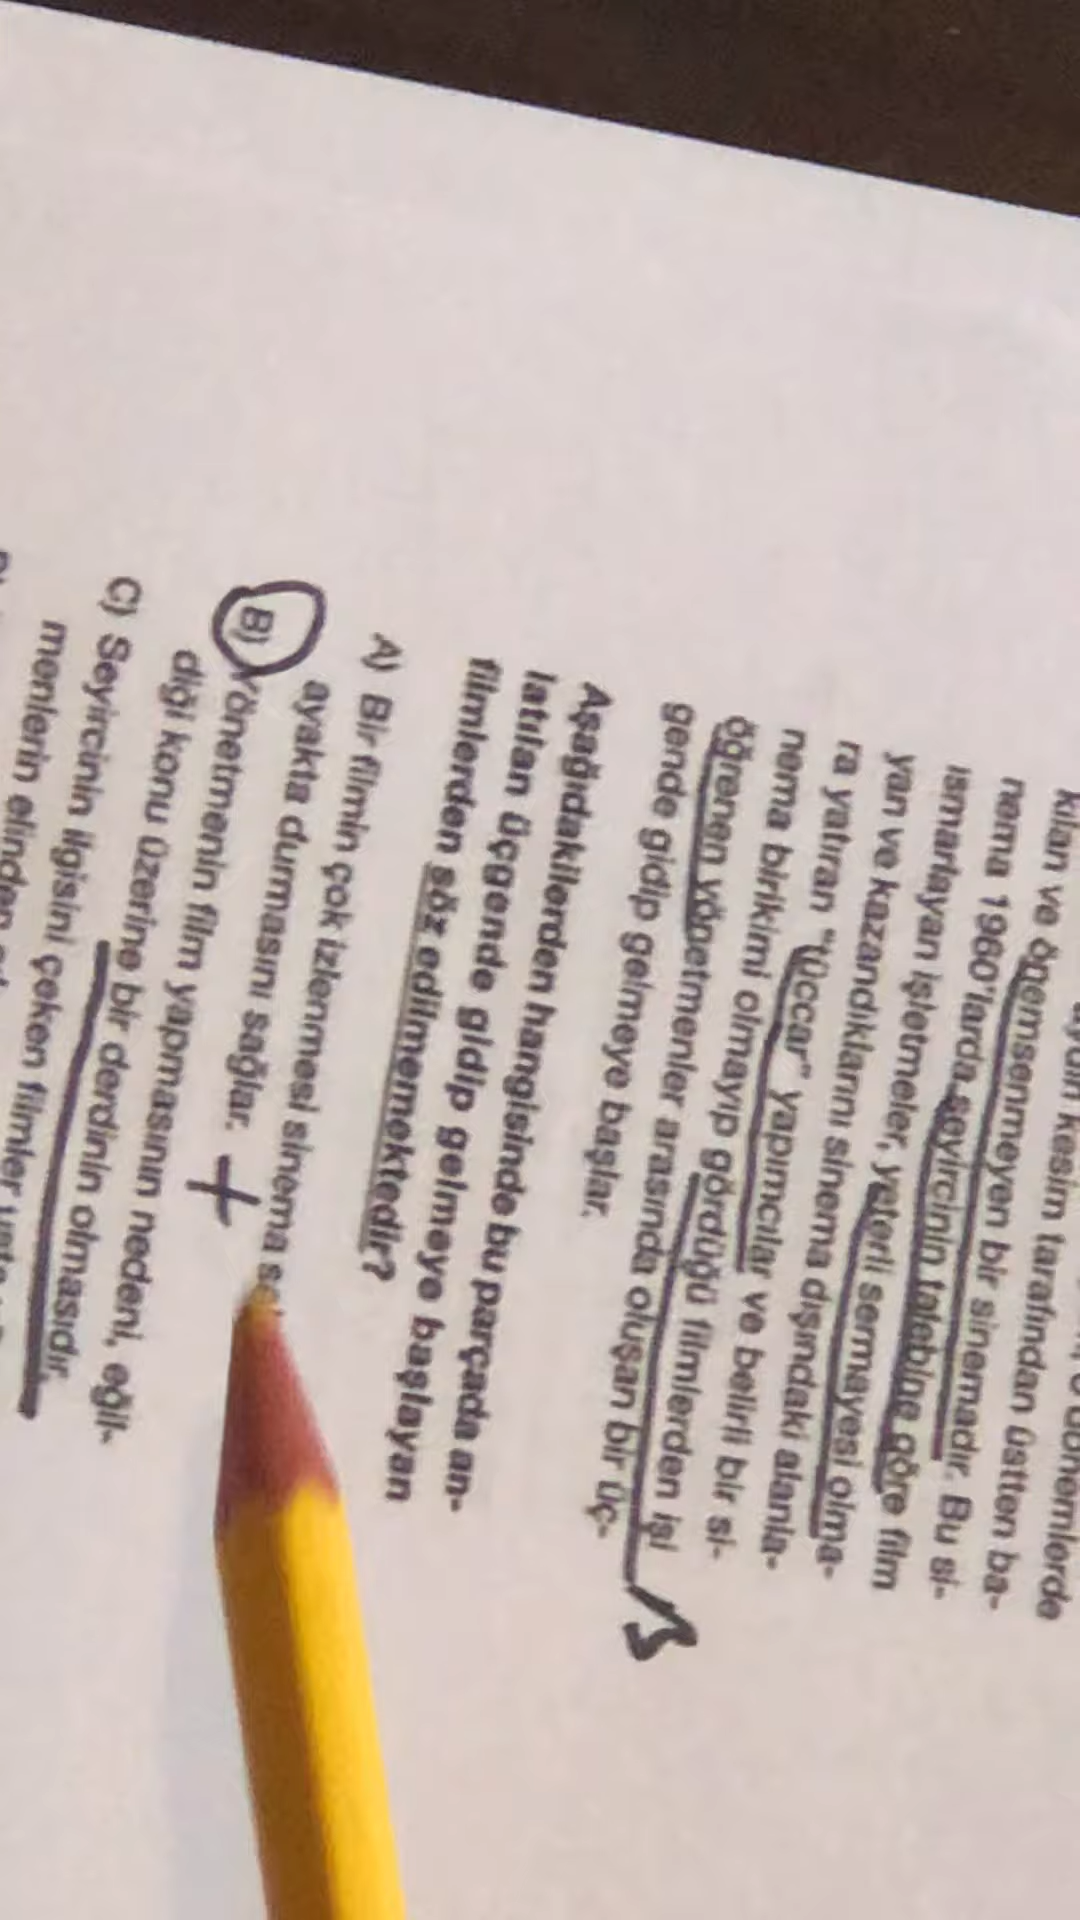 kılan ve önemsenmeyen bir kesim tarafından üstten ba-
nema 1960'larda seyircinin talebine göre film
ısmarlayan işletmeler, yeterli sermayesi olma-
yan ve kazandıklarını sinema dışındaki alanla-
ra yatıran "tüccar" yapımcılar ve belirli bir si-
nema birikimi olmayıp gördüğü filmlerden işi
öğrenen yönetmenler arasında oluşan bir üç-
gende gidip gelmeye başlar.
Aşağıdakilerden hangisinde bu parçada an-
latılan üçgende gidip gelmeye başlayan
filmlerden söz edilmemektedir?
A) Bir filmin çok izlenmesi sinema
ayakta durmasını sağlar. +
B) Yönetmenin film yapmasının nedeni, eğil-
diği konu üzerine bir derdinin olmasıdır.
C) Seyircinin ilgisini çeken filmler
menlerin elinden